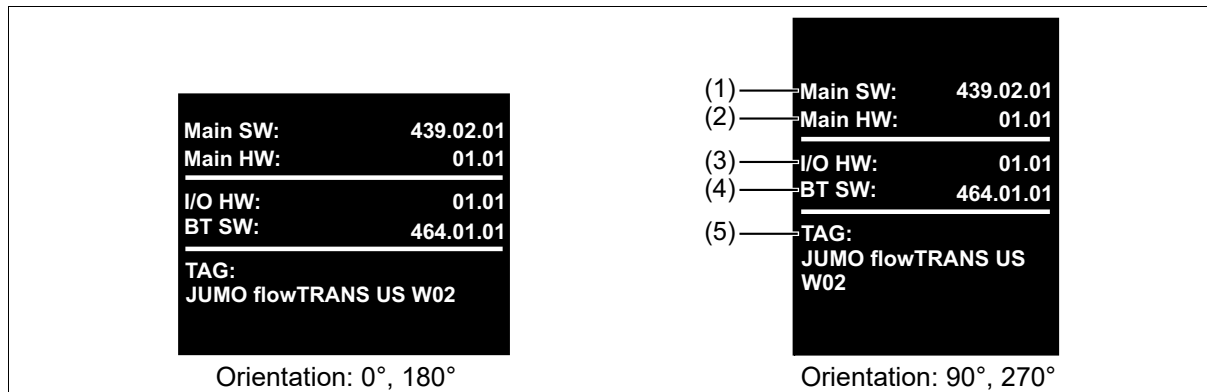 Main SW: 439.02.01
Main HW: 01.01
I/O HW: 01.01
BT SW: 464.01.01
TAG:
JUMO flowTRANS US W02
Orientation: 0°, 180°
(1) Main SW: 439.02.01
(2) Main HW: 01.01
(3) I/O HW: 01.01
(4) BT SW: 464.01.01
(5) TAG:
JUMO flowTRANS US
W02
Orientation: 90°, 270°